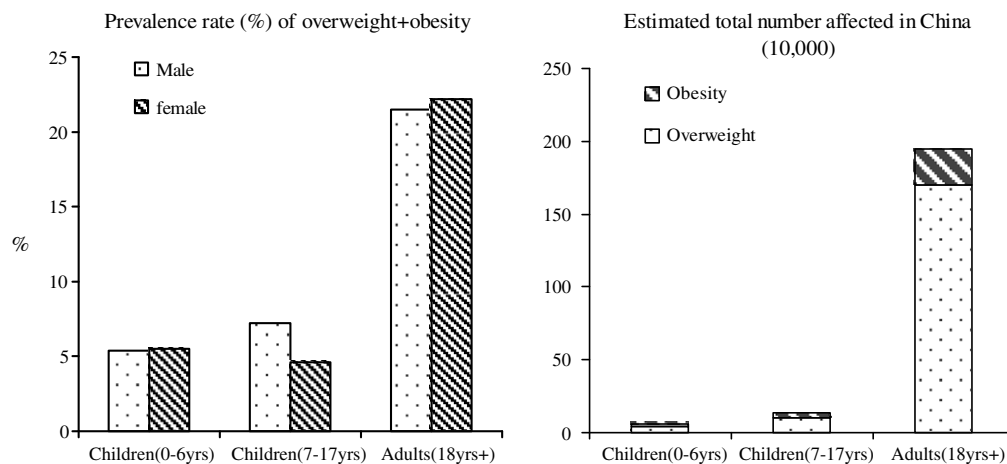 Prevalence rate (%) of overweight+obesity
25
20
15
10
5
0
%
Male
female
Children(0-6yrs) Children(7-17yrs) Adults(18yrs+)
Estimated total number affected in China
(10,000)
250
200
150
100
50
0
Obesity
Overweight
Children(0-6yrs) Children(7-17yrs) Adults(18yrs+)